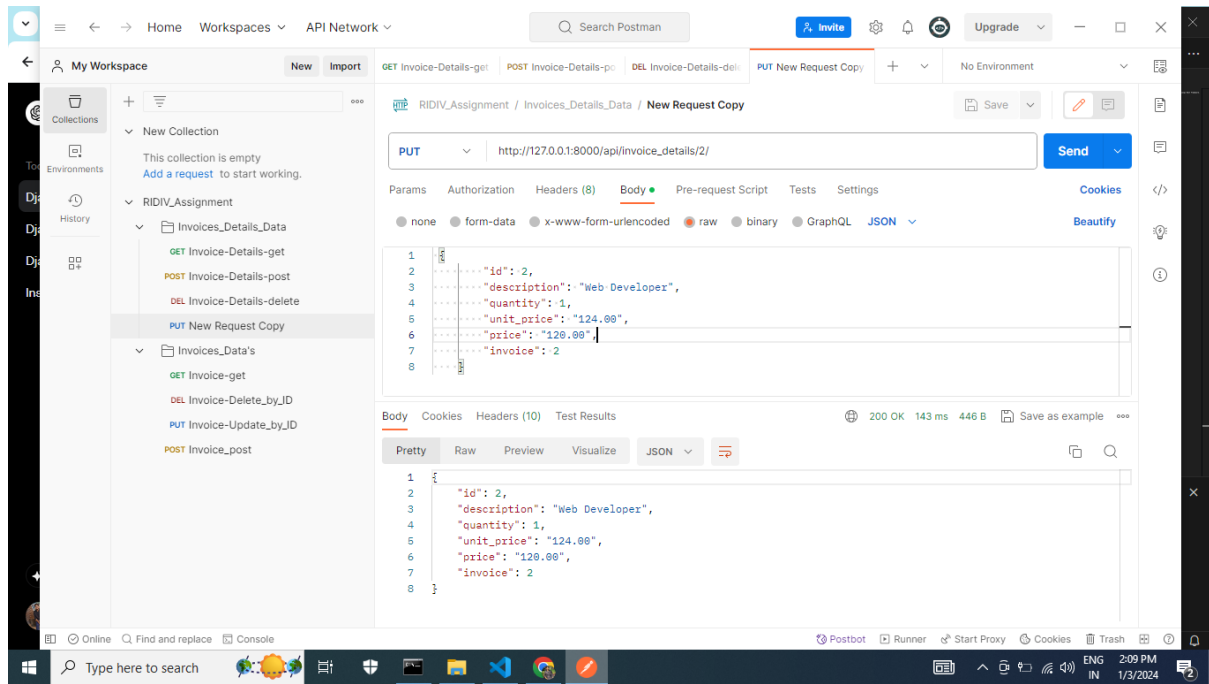 Home Workspaces API Network Search Postman Invite Upgrade
My Workspace New Import GET Invoice-Details-get POST Invoice-Details-po DEL Invoice-Details-dele PUT New Request Copy No Environment
Collections
Environments
History
New Collection
This collection is empty
Add a request to start working.
RIDIV_Assignment
Invoices_Details_Data
GET Invoice-Details-get
POST Invoice-Details-post
DEL Invoice-Details-delete
PUT New Request Copy
Invoices_Data's
GET Invoice-get
DEL Invoice-Delete_by_ID
PUT Invoice-Update_by_ID
POST Invoice_post
HTTP RIDIV_Assignment / Invoices_Details_Data / New Request Copy Save
PUT http://127.0.0.1:8000/api/invoice_details/2/ Send
Params Authorization Headers (8) Body Pre-request Script Tests Settings Cookies
none form-data x-www-form-urlencoded raw binary GraphQL JSON Beautify
1 {
2 "id": 2,
3 "description": "Web Developer",
4 "quantity": 1,
5 "unit_price": "124.00",
6 "price": "120.00",
7 "invoice": 2
8 }
Body Cookies Headers (10) Test Results 200 OK 143 ms 446 B Save as example
Pretty Raw Preview Visualize JSON
1 {
2 "id": 2,
3 "description": "Web Developer",
4 "quantity": 1,
5 "unit_price": "124.00",
6 "price": "120.00",
7 "invoice": 2
8 }
Online Find and replace Console Postbot Runner Start Proxy Cookies Trash
Type here to search ENG 2:09 PM
IN 1/3/2024 2